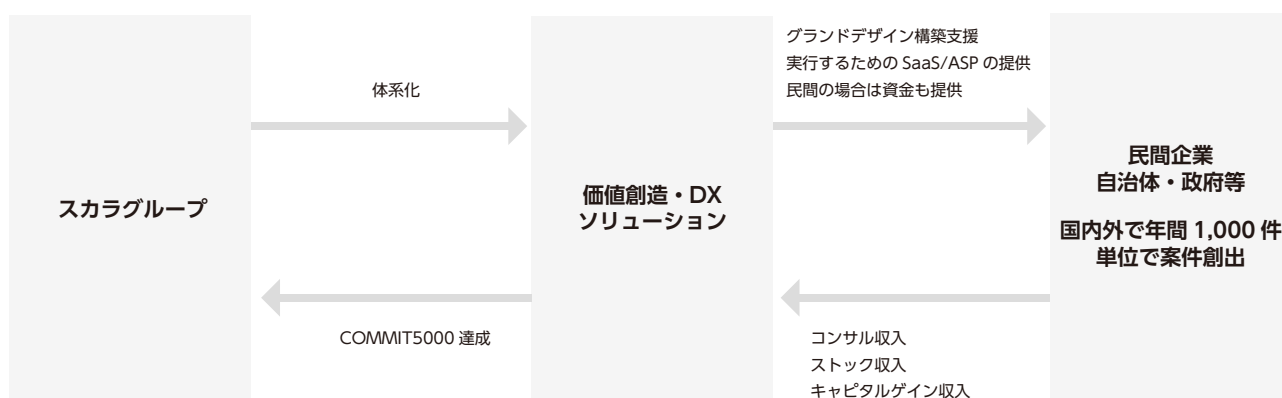 スカラグループ
体系化
COMMIT5000 達成
価値創造・DX
ソリューション
グランドデザイン構築支援
実行するための SaaS/ASP の提供
民間の場合は資金も提供
コンサル収入
ストック収入
キャピタルゲイン収入
民間企業
自治体・政府等
国内外で年間 1,000 件
単位で案件創出